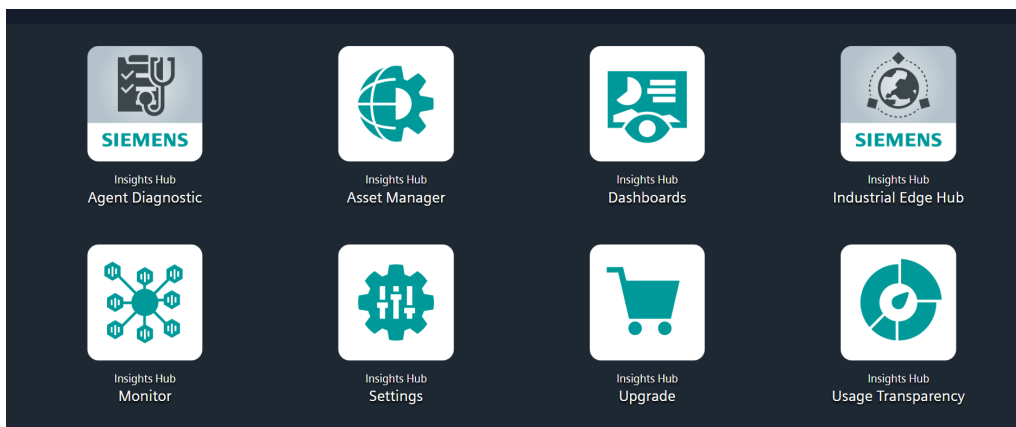 SIEMENS
Insights Hub
Agent Diagnostic
Insights Hub
Asset Manager
Insights Hub
Dashboards
SIEMENS
Insights Hub
Industrial Edge Hub
Insights Hub
Monitor
Insights Hub
Settings
Insights Hub
Upgrade
Insights Hub
Usage Transparency